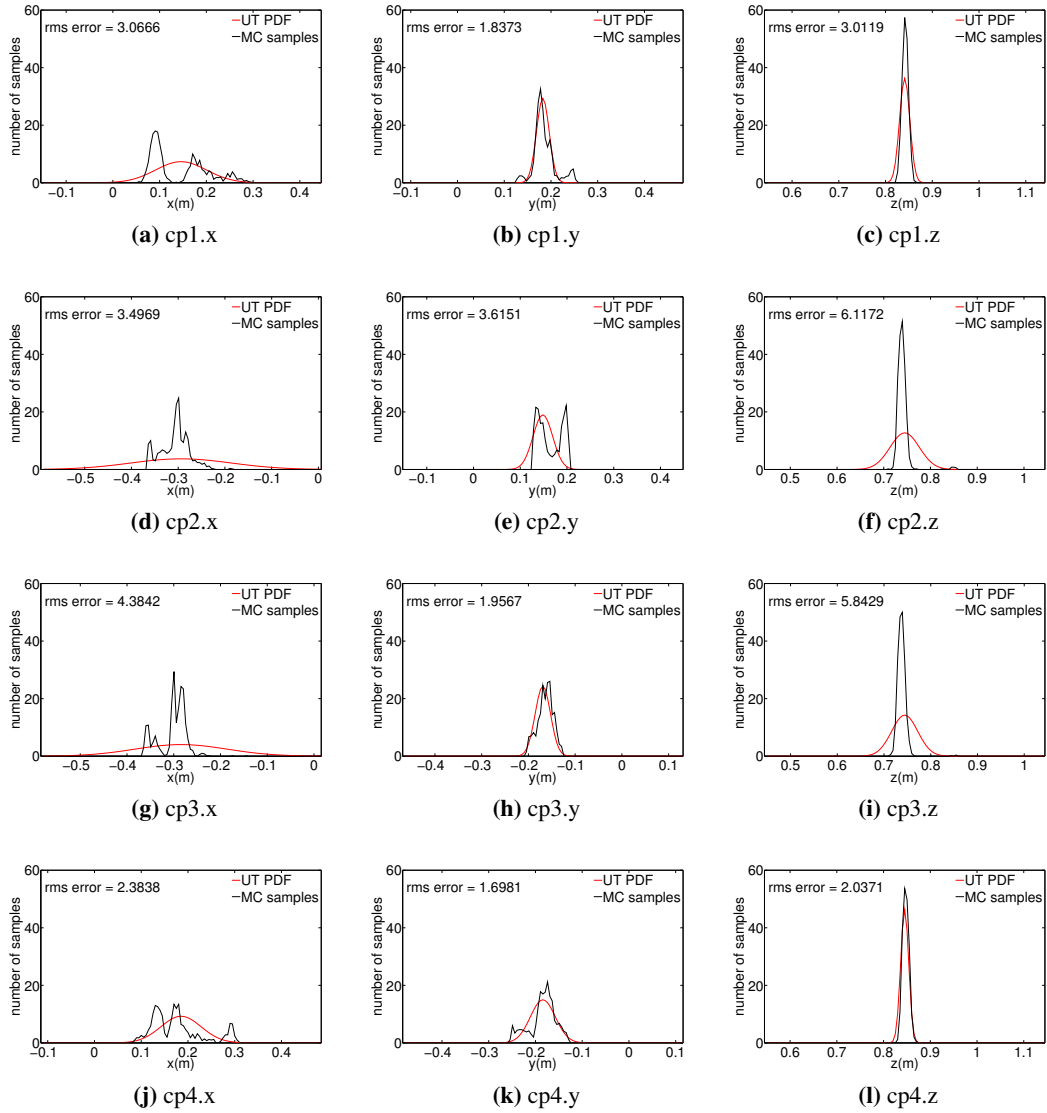 60
rms error = 3.0666
UT PDF
MC samples
40
20
0
number of samples
−0.1 0 0.1 0.2 0.3 0.4
x(m)
(a) cp1.x
60
rms error = 1.8373
UT PDF
MC samples
40
20
0
number of samples
−0.1 0 0.1 0.2 0.3 0.4
y(m)
(b) cp1.y
60
rms error = 3.0119
UT PDF
MC samples
40
20
0
number of samples
0.6 0.7 0.8 0.9 1 1.1
z(m)
(c) cp1.z
60
rms error = 3.4969
UT PDF
MC samples
40
20
0
number of samples
−0.5 −0.4 −0.3 −0.2 −0.1 0
x(m)
(d) cp2.x
60
rms error = 3.6151
UT PDF
MC samples
40
20
0
number of samples
−0.1 0 0.1 0.2 0.3 0.4
y(m)
(e) cp2.y
60
rms error = 6.1172
UT PDF
MC samples
40
20
0
number of samples
0.5 0.6 0.7 0.8 0.9 1
z(m)
(f) cp2.z
60
rms error = 4.3842
UT PDF
MC samples
40
20
0
number of samples
−0.5 −0.4 −0.3 −0.2 −0.1 0
x(m)
(g) cp3.x
60
rms error = 1.9567
UT PDF
MC samples
40
20
0
number of samples
−0.4 −0.3 −0.2 −0.1 0 0.1
y(m)
(h) cp3.y
60
rms error = 5.8429
UT PDF
MC samples
40
20
0
number of samples
0.5 0.6 0.7 0.8 0.9 1
z(m)
(i) cp3.z
60
rms error = 2.3838
UT PDF
MC samples
40
20
0
number of samples
−0.1 0 0.1 0.2 0.3 0.4
x(m)
(j) cp4.x
60
rms error = 1.6981
UT PDF
MC samples
40
20
0
number of samples
−0.4 −0.3 −0.2 −0.1 0 0.1
y(m)
(k) cp4.y
60
rms error = 2.0371
UT PDF
MC samples
40
20
0
number of samples
0.6 0.7 0.8 0.9 1 1.1
z(m)
(l) cp4.z